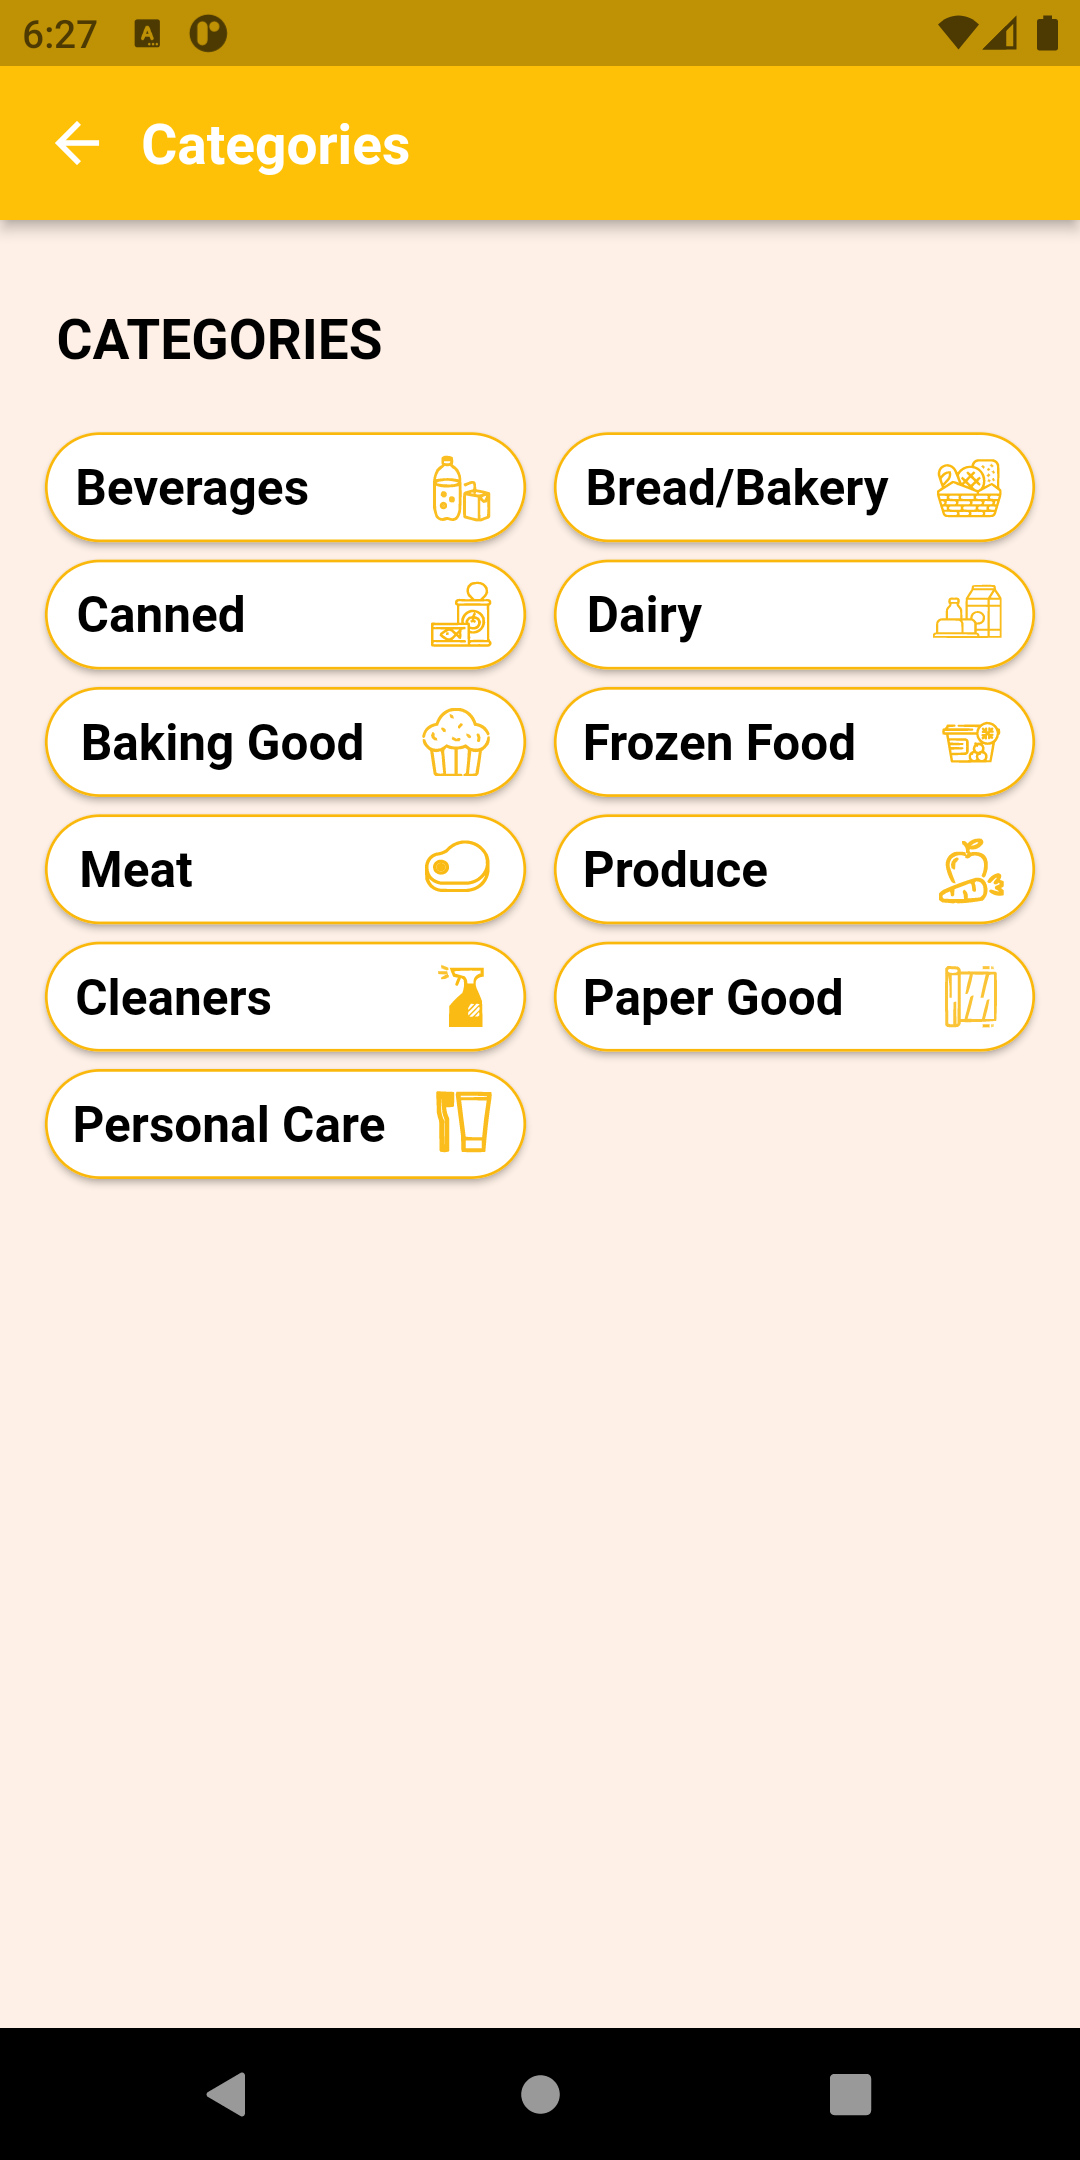 6:27
Categories
CATEGORIES
Beverages
Bread/Bakery
Canned
Dairy
Baking Good
Frozen Food
Meat
Produce
Cleaners
Paper Good
Personal Care